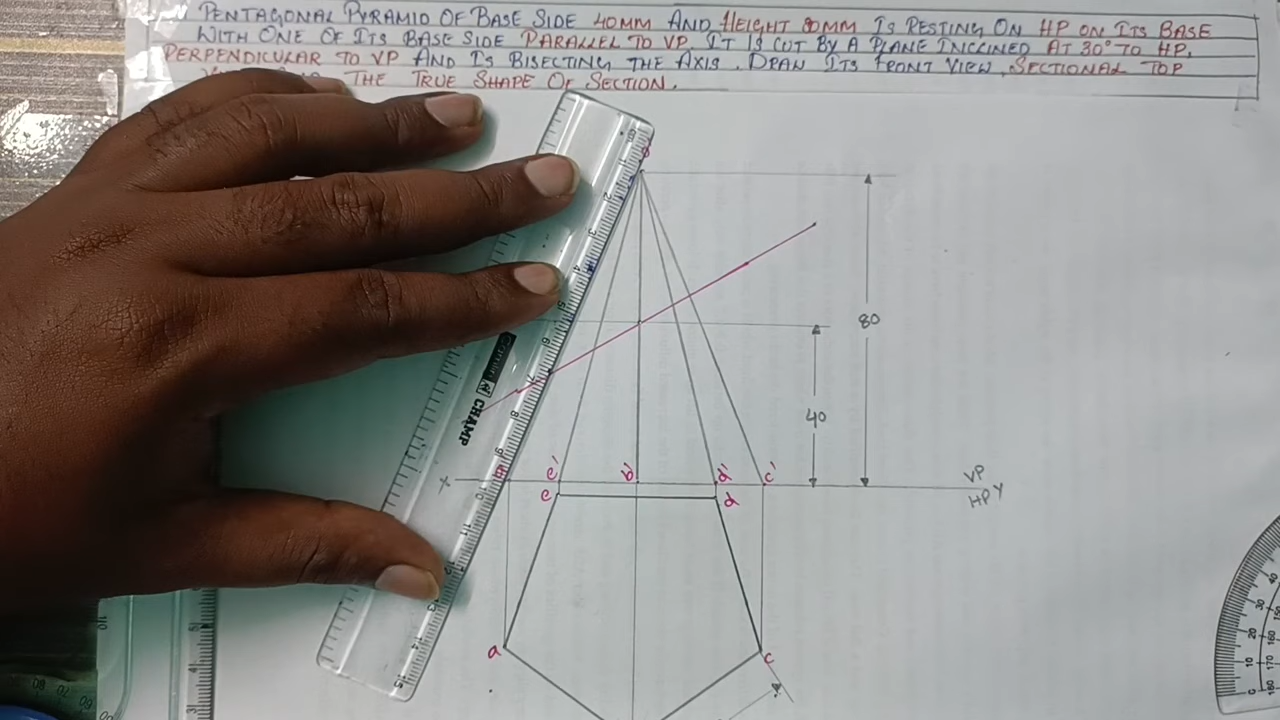 PENTAGONAL PYRAMID OF BASE SIDE 40MM AND HEIGHT 80MM IS RESTING ON HP ON ITS BASE
WITH ONE OF ITS BASE SIDE PARALLEL TO VP. IT IS CUT BY A PLANE INCLINED AT 30° TO HP,
PERPENDICULAR TO VP AND IS BISECTING THE AXIS. DRAW ITS FRONT VIEW, SECTIONAL TOP
THE TRUE SHAPE OF SECTION.
80
40
CHAMP
X
e'
b'
d'
c'
VP
HP Y
e
d
a
c